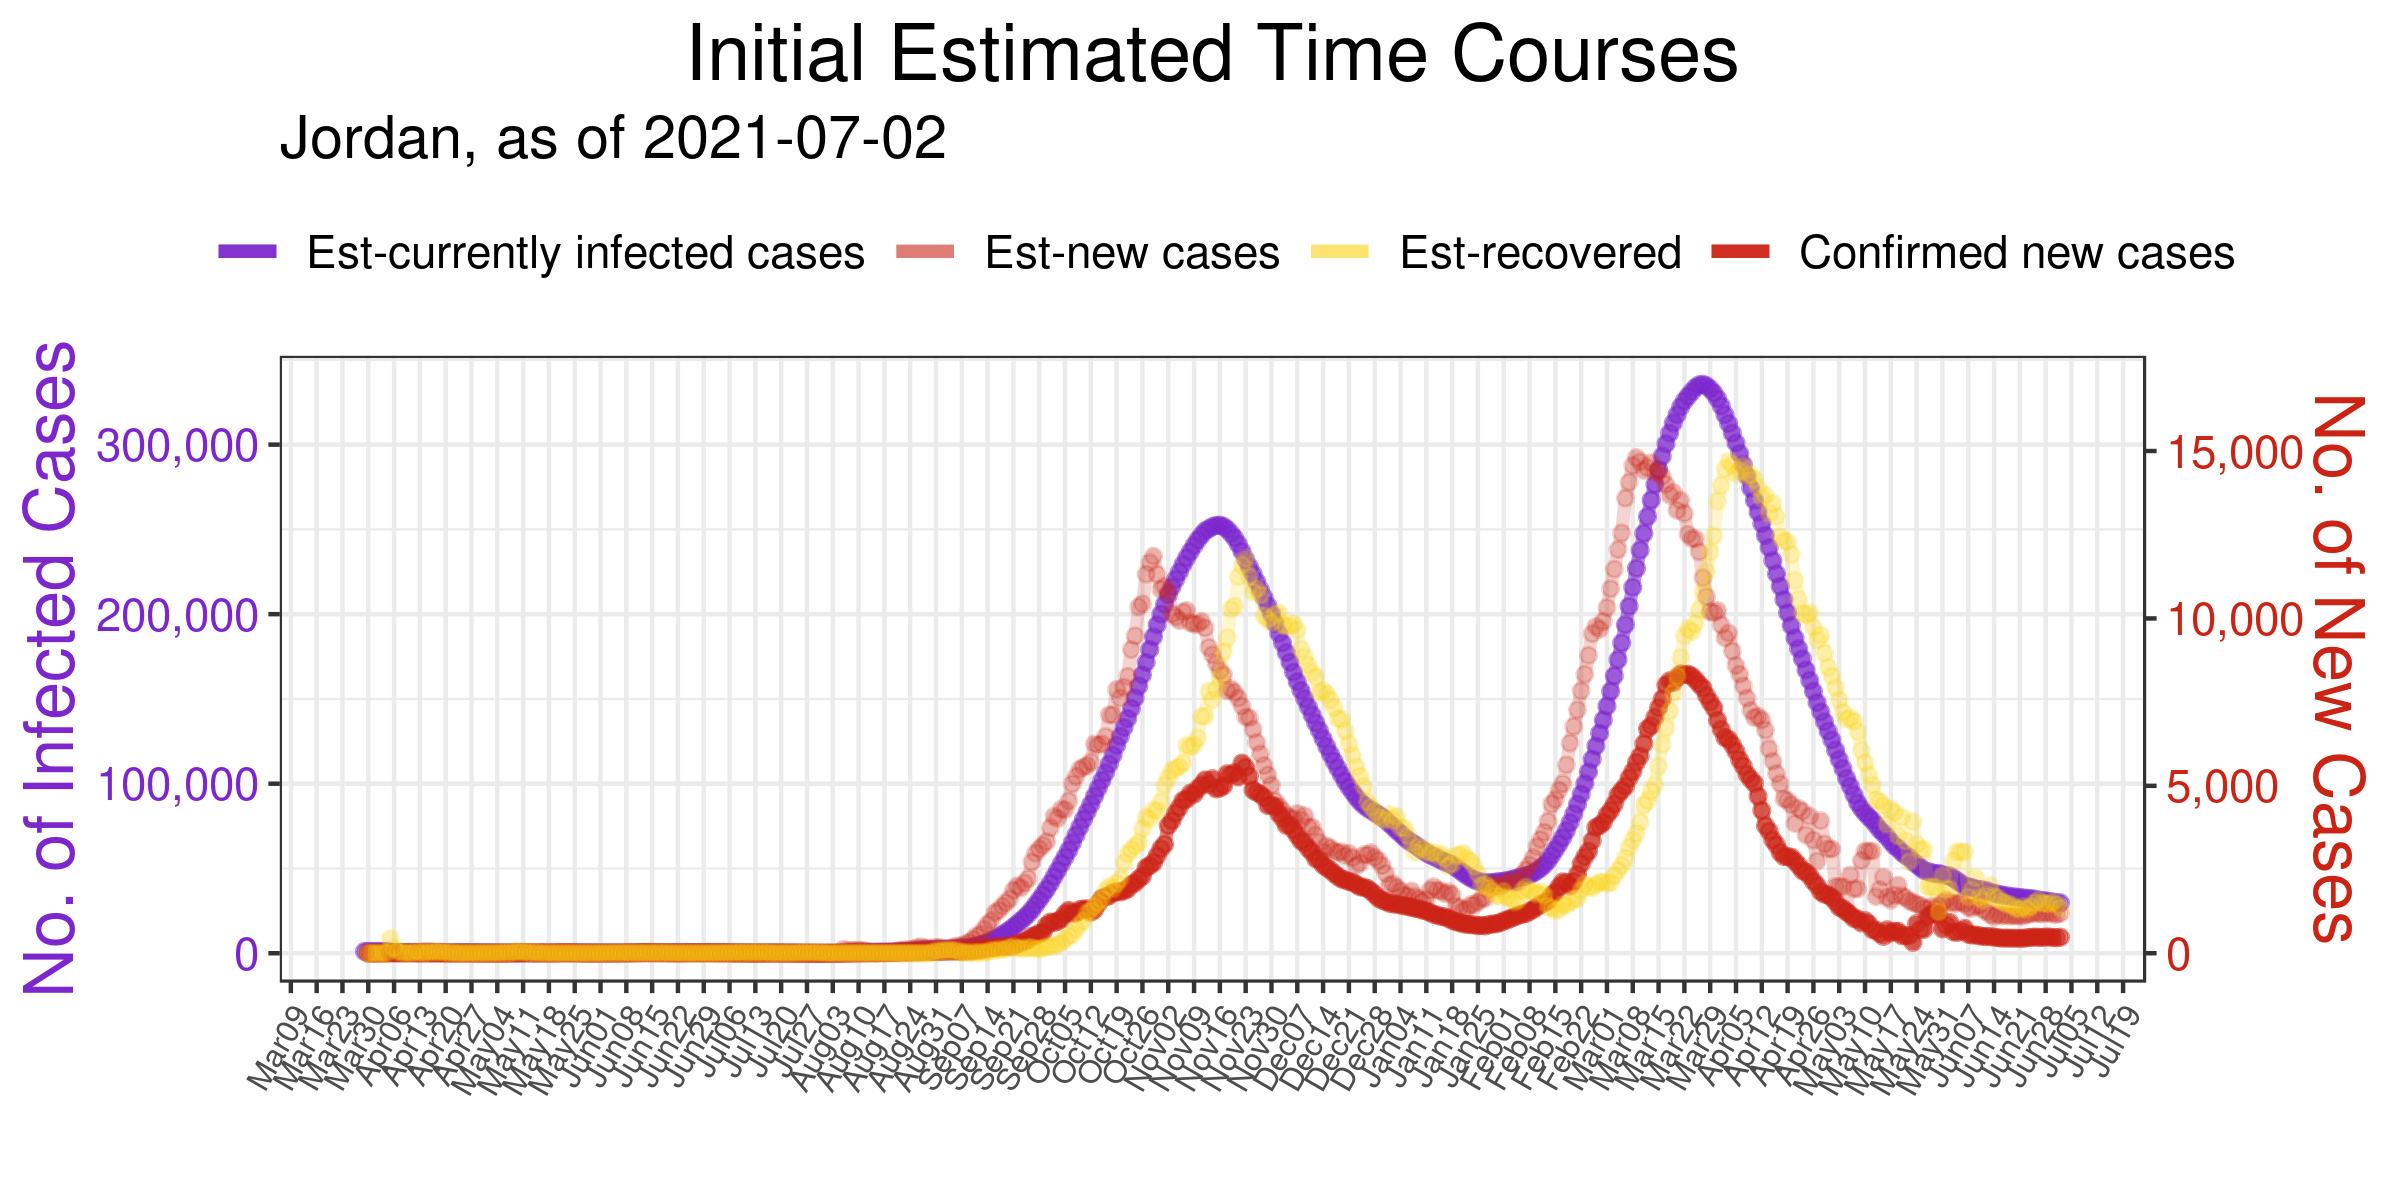 Initial Estimated Time Courses
Jordan, as of 2021-07-02
Est-currently infected cases
Est-new cases
Est-recovered
Confirmed new cases
No. of Infected Cases
300,000
200,000
100,000
0
15,000
10,000
5,000
0
No. of New Cases
Mar09
Mar16
Mar23
Mar30
Apr06
Apr13
Apr20
Apr27
May04
May11
May18
May25
Jun01
Jun08
Jun15
Jun22
Jun29
Jul06
Jul13
Jul20
Jul27
Aug03
Aug10
Aug17
Aug24
Aug31
Sep07
Sep14
Sep21
Sep28
Oct05
Oct12
Oct19
Oct26
Nov02
Nov09
Nov16
Nov23
Nov30
Dec07
Dec14
Dec21
Dec28
Jan04
Jan11
Jan18
Jan25
Feb01
Feb08
Feb15
Feb22
Mar01
Mar08
Mar15
Mar22
Mar29
Apr05
Apr12
Apr19
Apr26
May03
May10
May17
May24
May31
Jun07
Jun14
Jun21
Jun28
Jul05
Jul12
Jul19